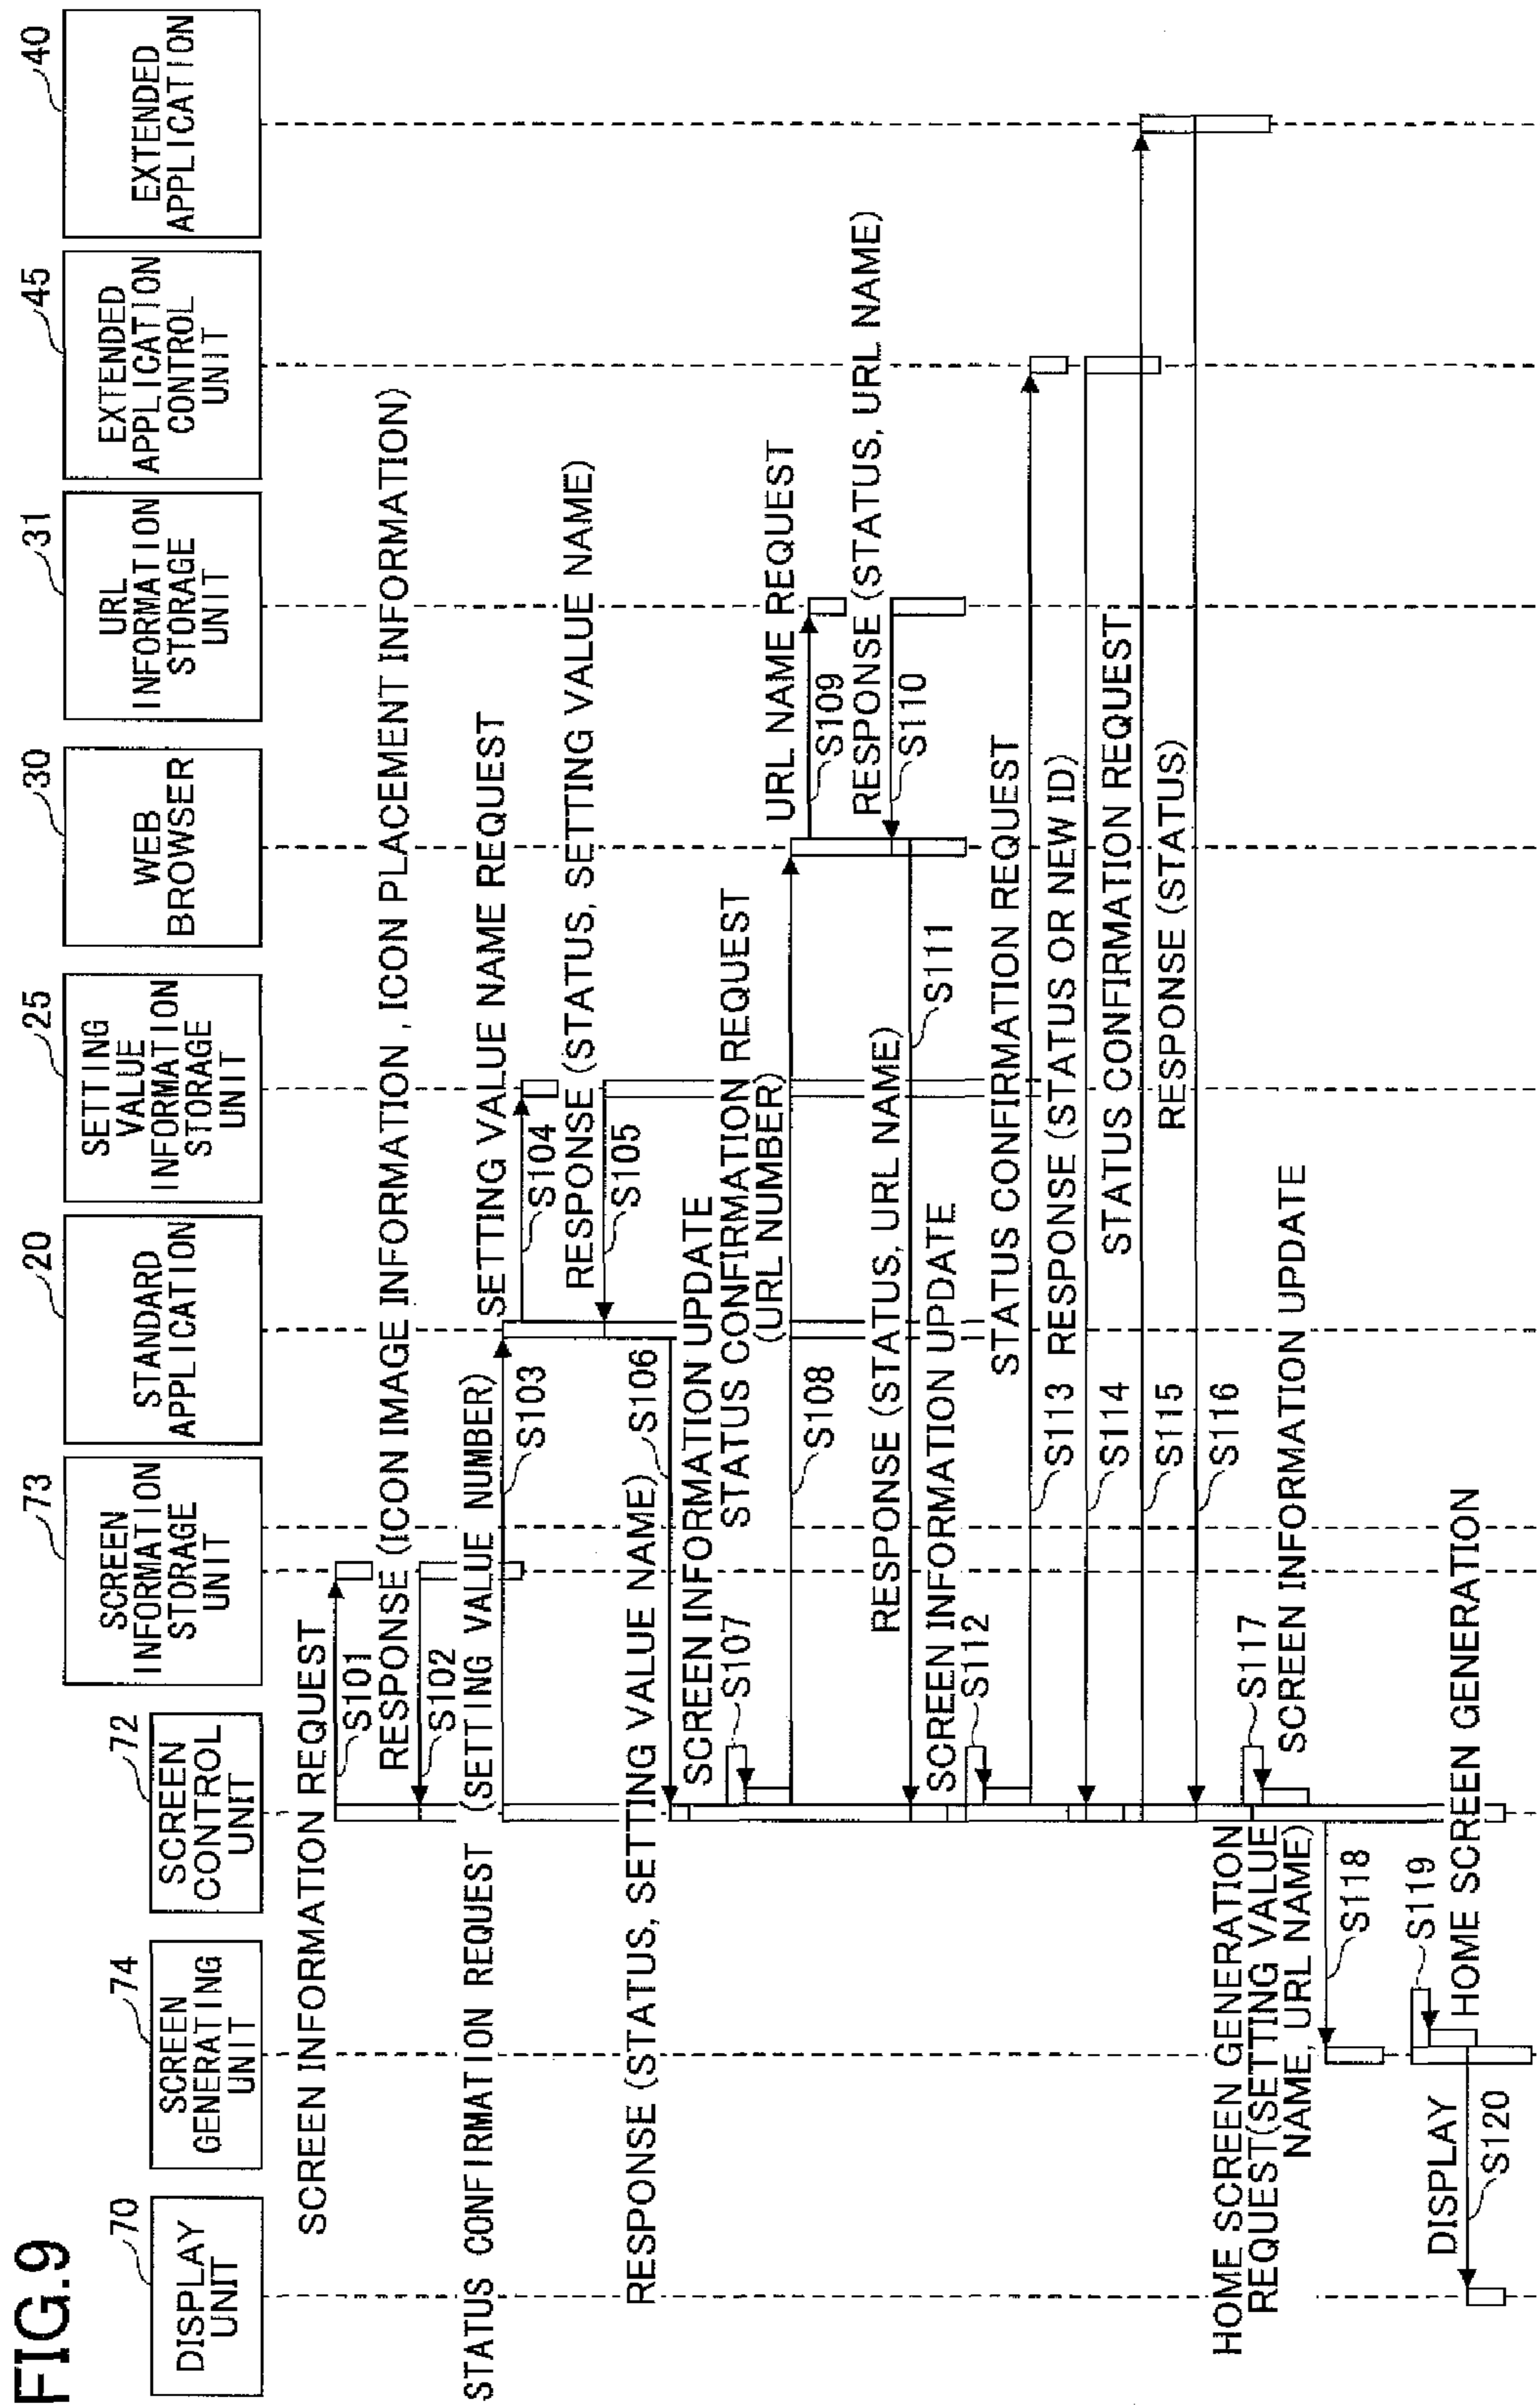 FIG.9
70
DISPLAY
UNIT
74
SCREEN
GENERATING
UNIT
72
SCREEN
CONTROL
UNIT
73
SCREEN
INFORMATION
STORAGE
UNIT
20
STANDARD
APPLICATION
25
SETTING
VALUE
INFORMATION
STORAGE
UNIT
30
WEB
BROWSER
31
URL
INFORMATION
STORAGE
UNIT
45
EXTENDED
APPLICATION
CONTROL
UNIT
40
EXTENDED
APPLICATION
SCREEN INFORMATION REQUEST
S101
RESPONSE (ICON IMAGE INFORMATION, ICON PLACEMENT INFORMATION)
S102
STATUS CONFIRMATION REQUEST (SETTING VALUE NUMBER)
S103
SETTING VALUE NAME REQUEST
S104
RESPONSE (STATUS, SETTING VALUE NAME)
S105
RESPONSE (STATUS, SETTING VALUE NAME)
S106
SCREEN INFORMATION UPDATE
S107
STATUS CONFIRMATION REQUEST
(URL NUMBER)
S108
URL NAME REQUEST
S109
RESPONSE (STATUS, URL NAME)
S110
RESPONSE (STATUS, URL NAME)
S111
SCREEN INFORMATION UPDATE
S112
STATUS CONFIRMATION REQUEST
S113
RESPONSE (STATUS OR NEW ID)
S114
STATUS CONFIRMATION REQUEST
S115
RESPONSE (STATUS)
S116
S117
SCREEN INFORMATION UPDATE
HOME SCREEN GENERATION
REQUEST(SETTING VALUE
NAME, URL NAME)
S118
S119
HOME SCREEN GENERATION
DISPLAY
S120